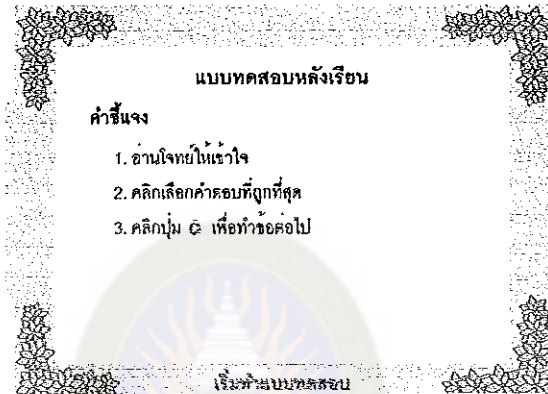 แบบทดสอบหลังเรียน
คำชี้แจง
1. อ่านโจทย์ให้เข้าใจ
2. คลิกเลือกคำตอบที่ถูกที่สุด
3. คลิกปุ่ม เพื่อทำข้อต่อไป
เริ่มทำแบบทดสอบ